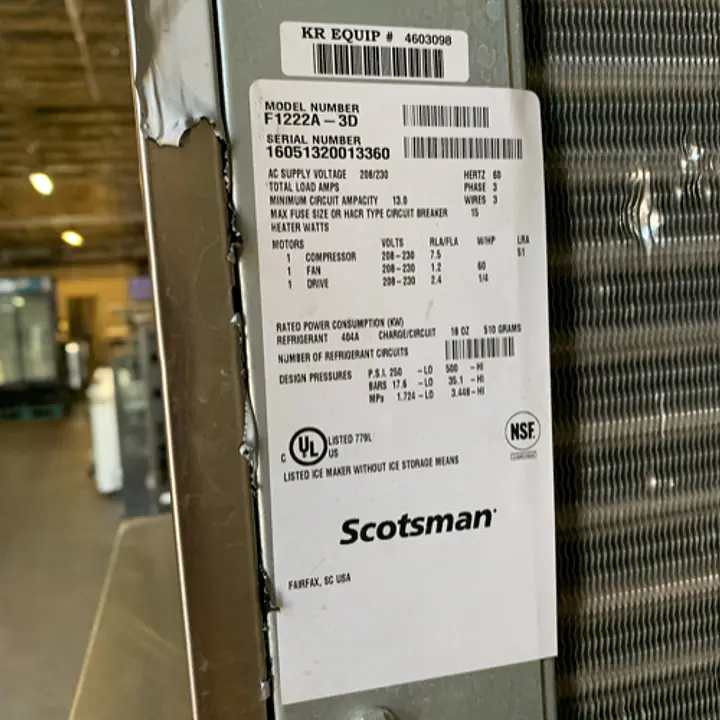 KR EQUIP # 4603098
MODEL NUMBER
F1222A-3D
SERIAL NUMBER
16051320013360
AC SUPPLY VOLTAGE 208/230 HERTZ 60
TOTAL LOAD AMPS PHASE 3
MINIMUM CIRCUIT AMPACITY 13.0 WIRES 3
MAX FUSE SIZE OR HACR TYPE CIRCUIT BREAKER 15
HEATER WATTS
MOTORS VOLTS RLA/FLA W/HP LRA
1 COMPRESSOR 208-230 7.5 51
1 FAN 208-230 1.2 60
1 DRIVE 208-230 2.4 1/4
RATED POWER CONSUMPTION (KW)
REFRIGERANT 404A CHARGE/CIRCUIT 18 OZ 510 GRAMS
NUMBER OF REFRIGERANT CIRCUITS
DESIGN PRESSURES P.S.I. 250 -LO 500 -HI
BARS 17.6 -LO 35.1 -HI
MPa 1.724-LO 3.448-HI
C UL US LISTED 778L
NSF
LISTED ICE MAKER WITHOUT ICE STORAGE MEANS
Scotsman
FAIRFAX, SC USA